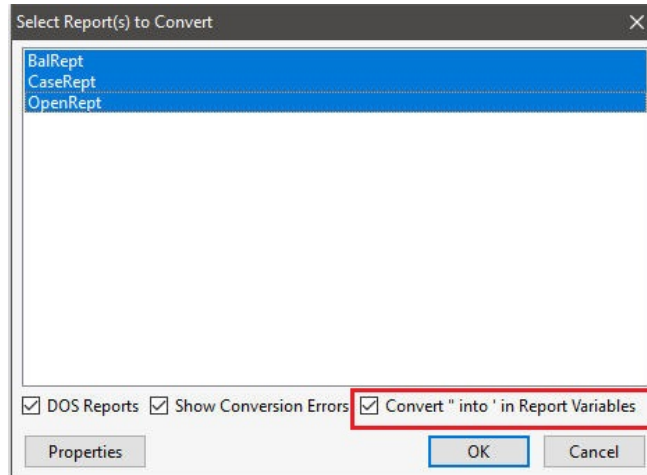 Select Report(s) to Convert
BalRept
CaseRept
OpenRept
DOS Reports Show Conversion Errors Convert " into ' in Report Variables
Properties OK Cancel